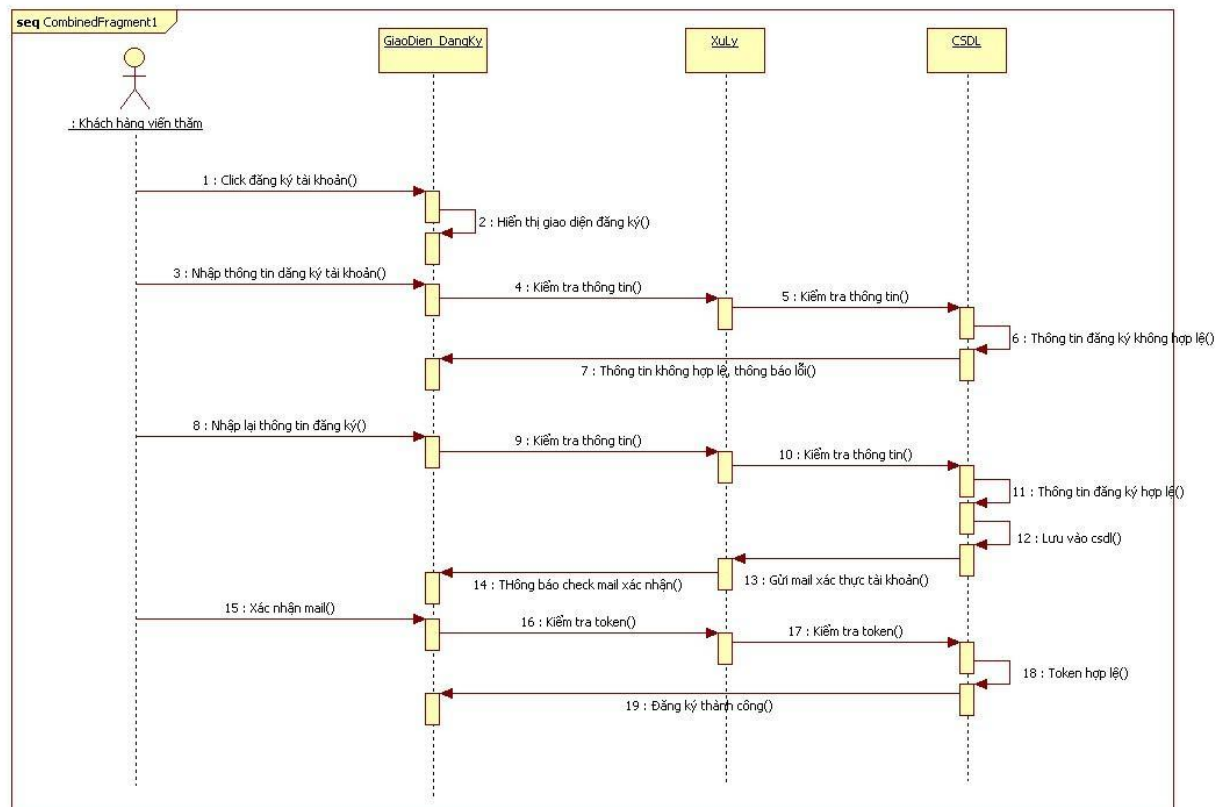 seq CombinedFragment1
GiaoDien_DangKy
XuLy
CSDL
: Khách hàng viến thăm
1 : Click đăng ký tài khoản()
2 : Hiển thị giao diện đăng ký()
3 : Nhập thông tin dăng ký tài khoản()
4 : Kiểm tra thông tin()
5 : Kiểm tra thông tin()
6 : Thông tin đăng ký không hợp lệ()
7 : Thông tin không hợp lệ, thông báo lỗi()
8 : Nhập lại thông tin đăng ký()
9 : Kiểm tra thông tin()
10 : Kiểm tra thông tin()
11 : Thông tin đăng ký hợp lệ()
12 : Lưu vào csdl()
13 : Gửi mail xác thực tài khoản()
14 : THông báo check mail xác nhận()
15 : Xác nhận mail()
16 : Kiểm tra token()
17 : Kiểm tra token()
18 : Token hợp lệ()
19 : Đăng ký thành công()